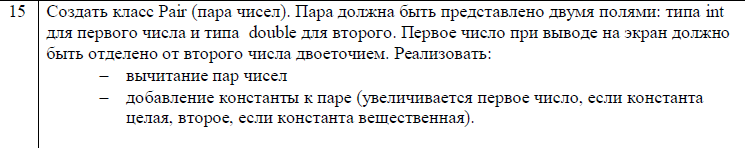 15 Создать класс Pair (пара чисел). Пара должна быть представлено двумя полями: типа int
для первого числа и типа double для второго. Первое число при выводе на экран должно
быть отделено от второго числа двоеточием. Реализовать:
– вычитание пар чисел
– добавление константы к паре (увеличивается первое число, если константа
целая, второе, если константа вещественная).